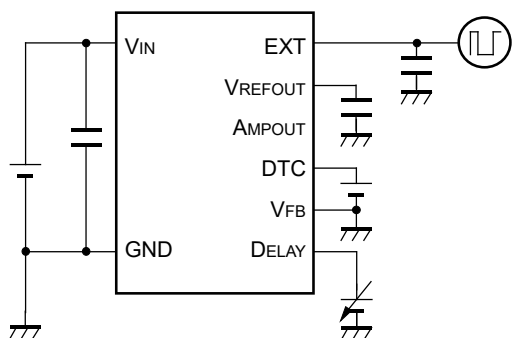 VIN
EXT
VREFOUT
AMPOUT
DTC
VFB
GND
DELAY